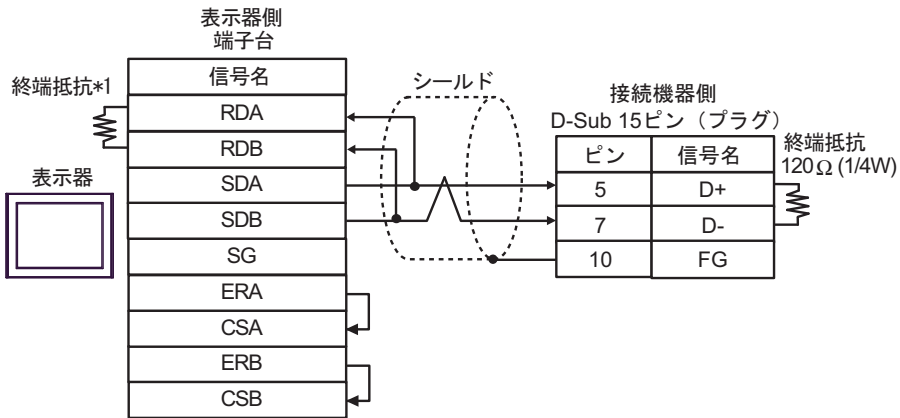 表示器側
端子台
信号名
終端抵抗*1
RDA
RDB
表示器
SDA
SDB
SG
ERA
CSA
ERB
CSB
シールド
接続機器側
D-Sub 15ピン（プラグ）
ピン 信号名
5 D+
7 D-
10 FG
終端抵抗
120Ω (1/4W)